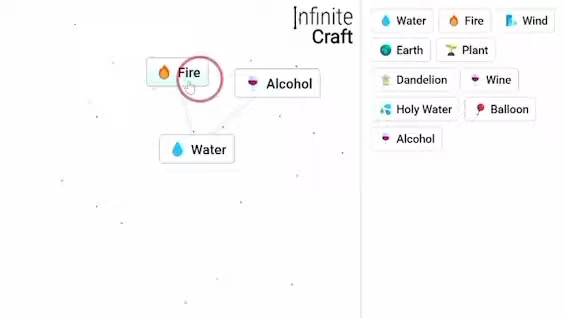 Infinite
Craft
Fire
Alcohol
Water
Water Fire Wind
Earth Plant
Dandelion Wine
Holy Water Balloon
Alcohol